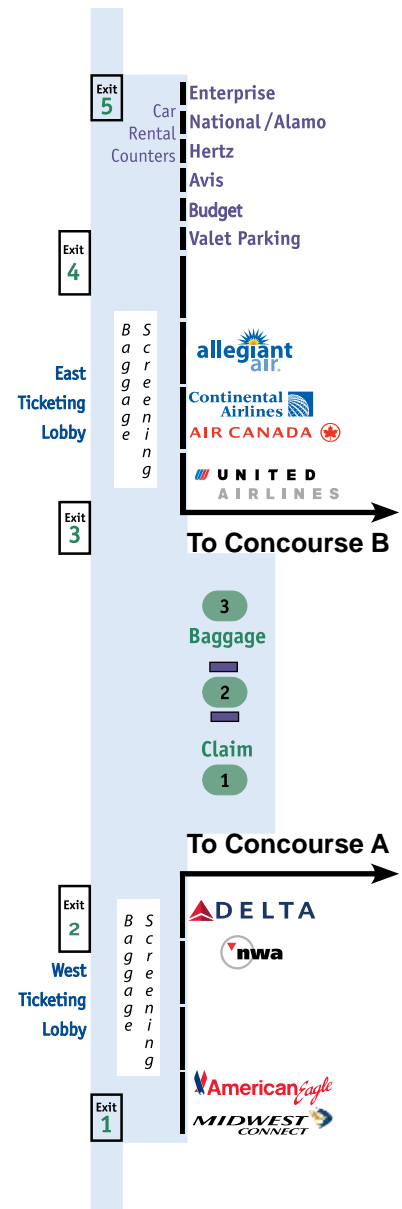 Exit
5
Car
Rental
Counters
Enterprise
National/Alamo
Hertz
Avis
Budget
Valet Parking
Exit
4
Baggage
Screening
East
Ticketing
Lobby
allegiant
air.
Continental
Airlines
AIR CANADA
UNITED
AIRLINES
Exit
3
To Concourse B
3
Baggage
2
Claim
1
To Concourse A
Exit
2
DELTA
nwa
Baggage
Screening
West
Ticketing
Lobby
American Eagle
MIDWEST
CONNECT
Exit
1